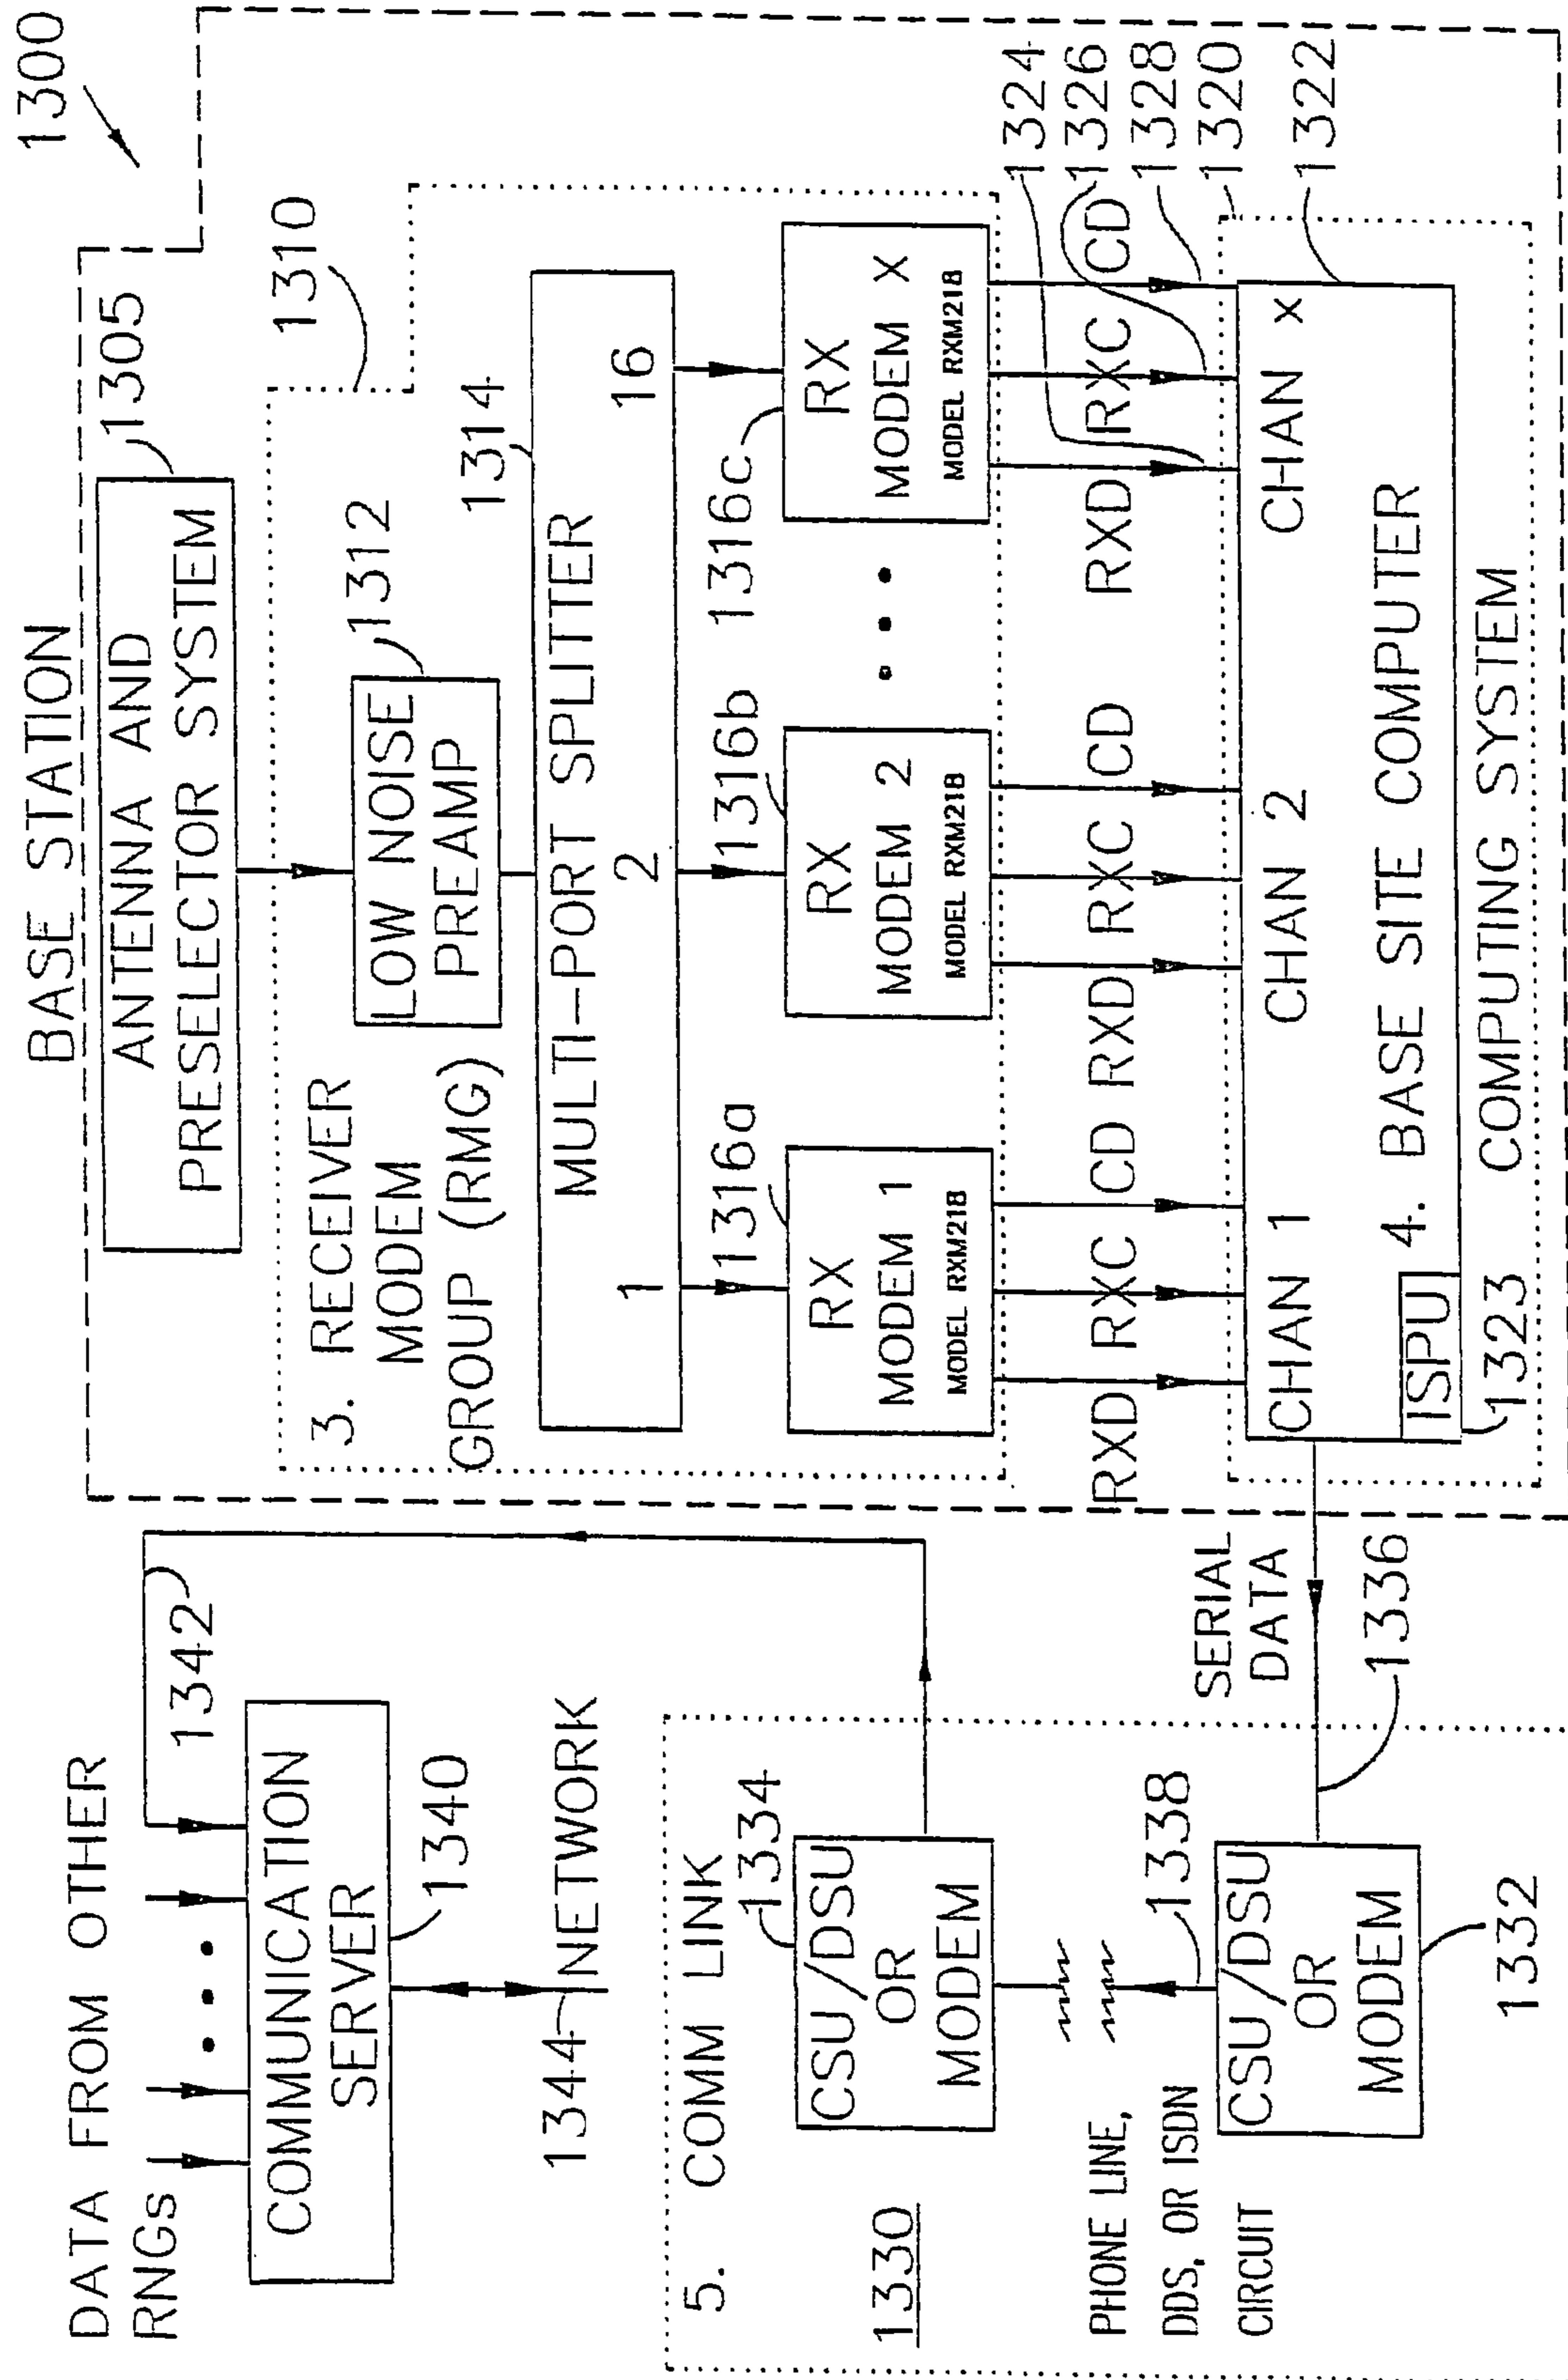 1300
BASE STATION
ANTENNA AND
PRESELECTOR SYSTEM
1305
1310
3. RECEIVER
MODEM
GROUP (RMG)
LOW NOISE
PREAMP
1312
1314
MULTI-PORT SPLITTER
1
2
16
1316a
1316b
1316c
RX
MODEM 1
MODEL RXM218
RX
MODEM 2
MODEL RXM218
RX
MODEM X
MODEL RXM218
RXD RXC CD
RXD RXC CD
RXD RXC CD
1324
1326
1328
1320
1322
CHAN 1
CHAN 2
CHAN x
ISPU
4. BASE SITE COMPUTER
1323
COMPUTING SYSTEM
DATA FROM OTHER
RNGs
1342
COMMUNICATION
SERVER
1340
1344
NETWORK
5. COMM LINK
1330
1334
CSU/DSU
OR
MODEM
PHONE LINE,
DDS, OR ISDN
CIRCUIT
1338
CSU/DSU
OR
MODEM
1332
SERIAL
DATA
1336